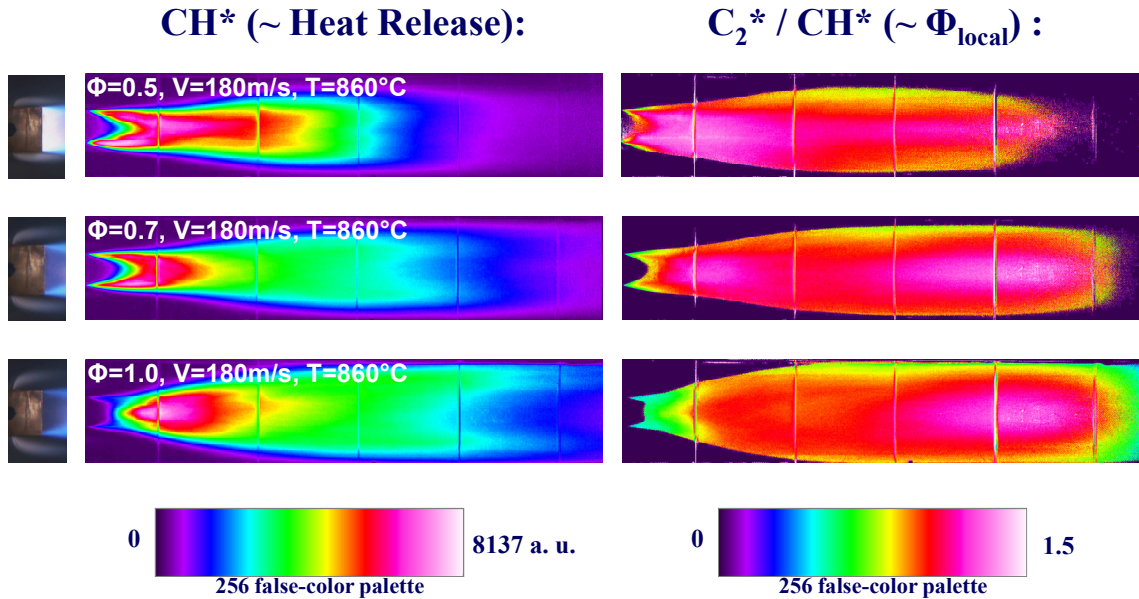 CH* (~ Heat Release):
C₂* / CH* (~ Φlocal) :
Φ=0.5, V=180m/s, T=860°C
Φ=0.7, V=180m/s, T=860°C
Φ=1.0, V=180m/s, T=860°C
0
8137 a. u.
256 false-color palette
0
1.5
256 false-color palette